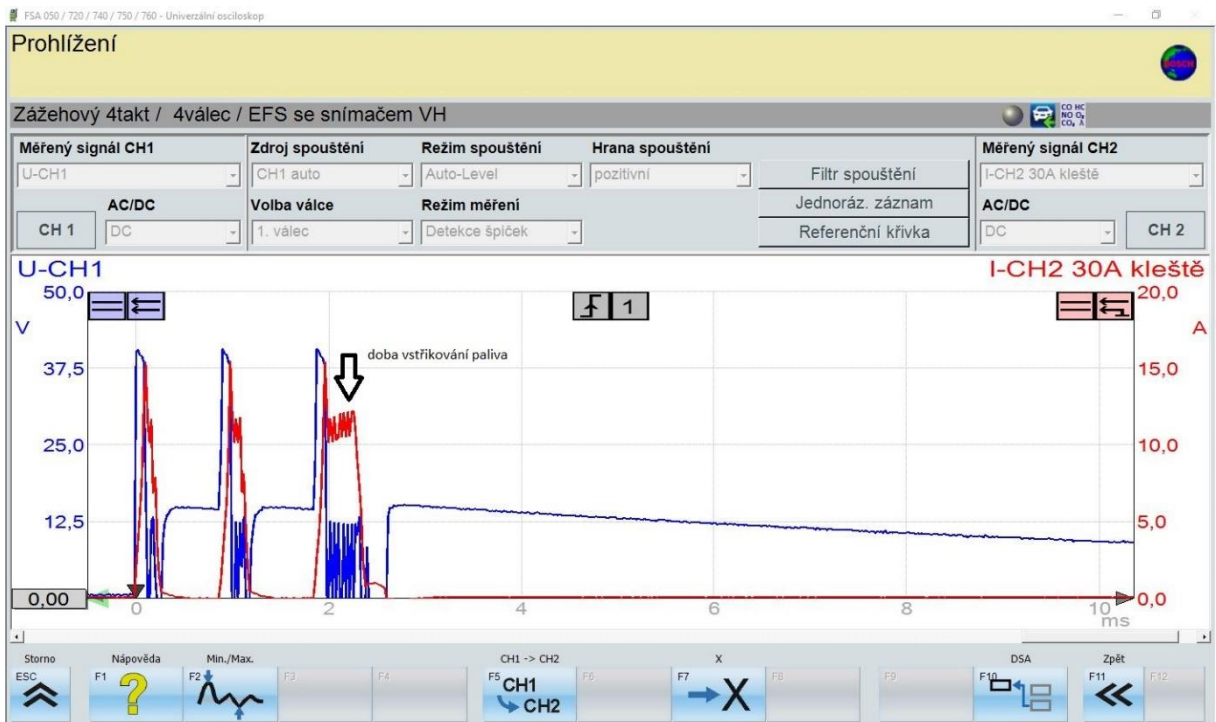 FSA 050 / 720 / 740 / 750 / 760 - Univerzální osciloskop
Prohlížení
BOSCH
Zážehový 4takt / 4válec / EFS se snímačem VH
CO HC
NO O₂
CO₂ λ
Měřený signál CH1 Zdroj spouštění Režim spouštění Hrana spouštění Měřený signál CH2
U-CH1 CH1 auto Auto-Level pozitivní Filtr spouštění I-CH2 30A kleště
AC/DC Volba válce Režim měření Jednoráz. záznam AC/DC
CH 1 DC 1. válec Detekce špiček Referenční křivka DC CH 2
U-CH1 I-CH2 30A kleště
50,0 1 20,0
V A
doba vstřikování paliva
37,5 15,0
25,0 10,0
12,5 5,0
0,00 0 2 4 6 8 10 0,0
ms
Storno Nápověda Min./Max. CH1 -> CH2 X DSA Zpět
ESC F1 ? F2 F3 F4 F5 CH1 CH2 F6 F7 X F8 F9 F10 F11 F12